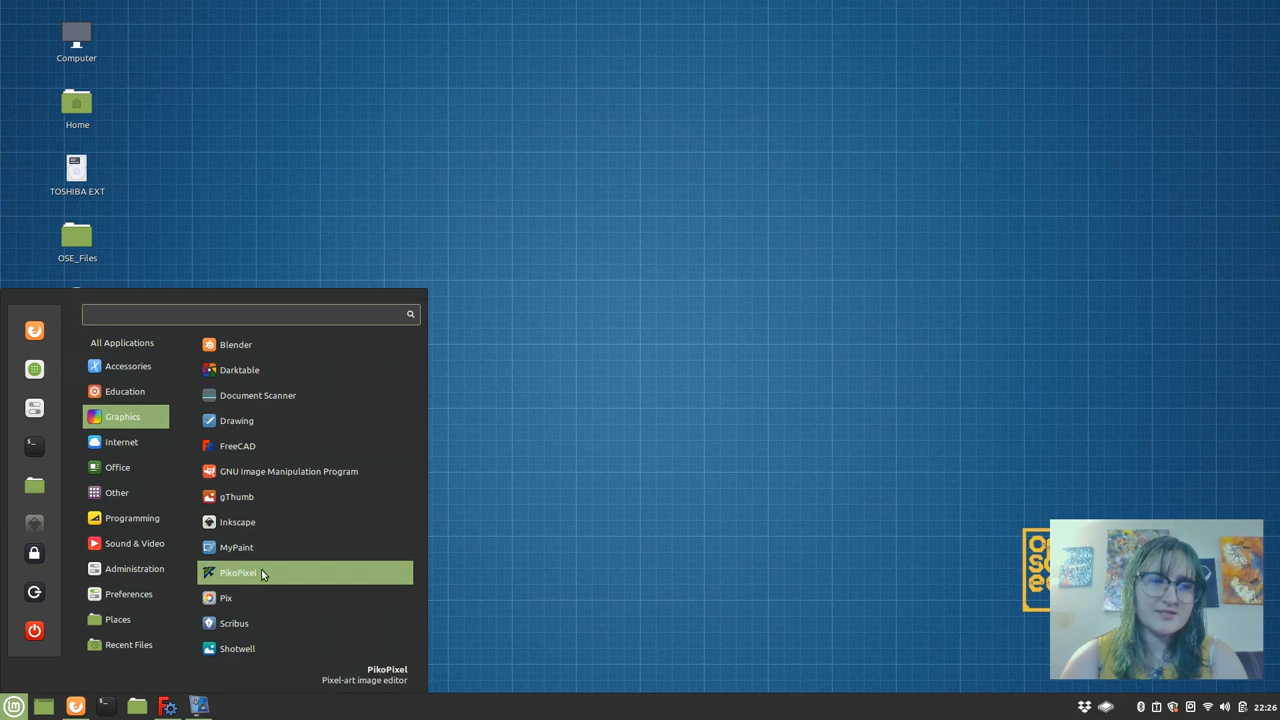 Computer
Home
TOSHIBA EXT
OSE_Files
All Applications
Accessories
Education
Graphics
Internet
Office
Other
Programming
Sound & Video
Administration
Preferences
Places
Recent Files
Blender
Darktable
Document Scanner
Drawing
FreeCAD
GNU Image Manipulation Program
gThumb
Inkscape
MyPaint
PikoPixel
Pix
Scribus
Shotwell
PikoPixel
Pixel-art image editor
22:26